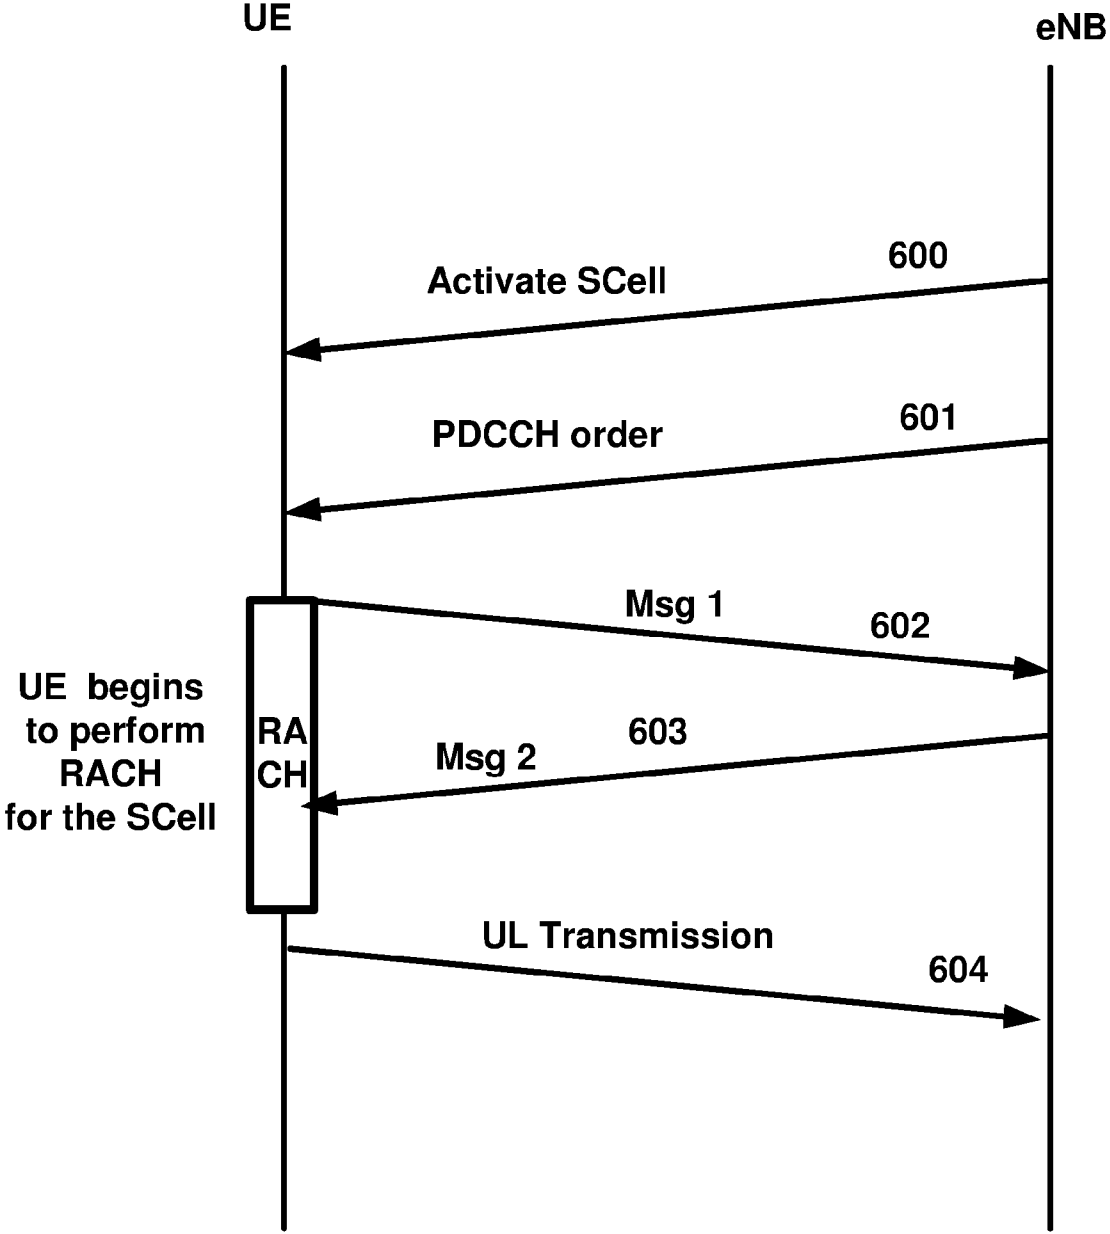 UE
eNB
600
Activate SCell
601
PDCCH order
Msg 1
602
UE begins
to perform
RACH
for the SCell
RA
CH
603
Msg 2
UL Transmission
604